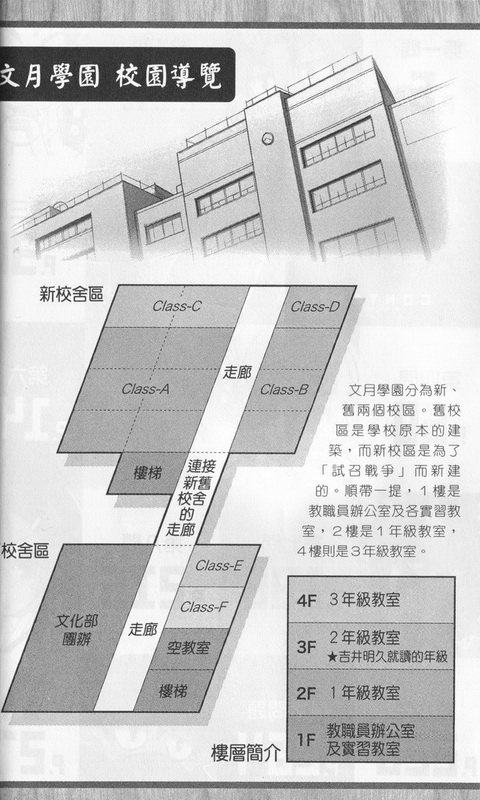 文月學園 校園導覽
新校舍區
Class-C
Class-D
走廊
Class-A
Class-B
樓梯
連接
新舊
校舍
的
走廊
文月學園分為新、
舊兩個校區。舊校
區是學校原本的建
築，而新校區是為了
「試召戰爭」而新建
的。順帶一提，1樓是
教職員辦公室及各實習教
室，2樓是1年級教室，
4樓則是3年級教室。
校舍區
Class-E
Class-F
文化部
團辦
走廊
空教室
樓梯
4F 3年級教室
3F 2年級教室
★吉井明久就讀的年級
2F 1年級教室
1F 教職員辦公室
及實習教室
樓層簡介